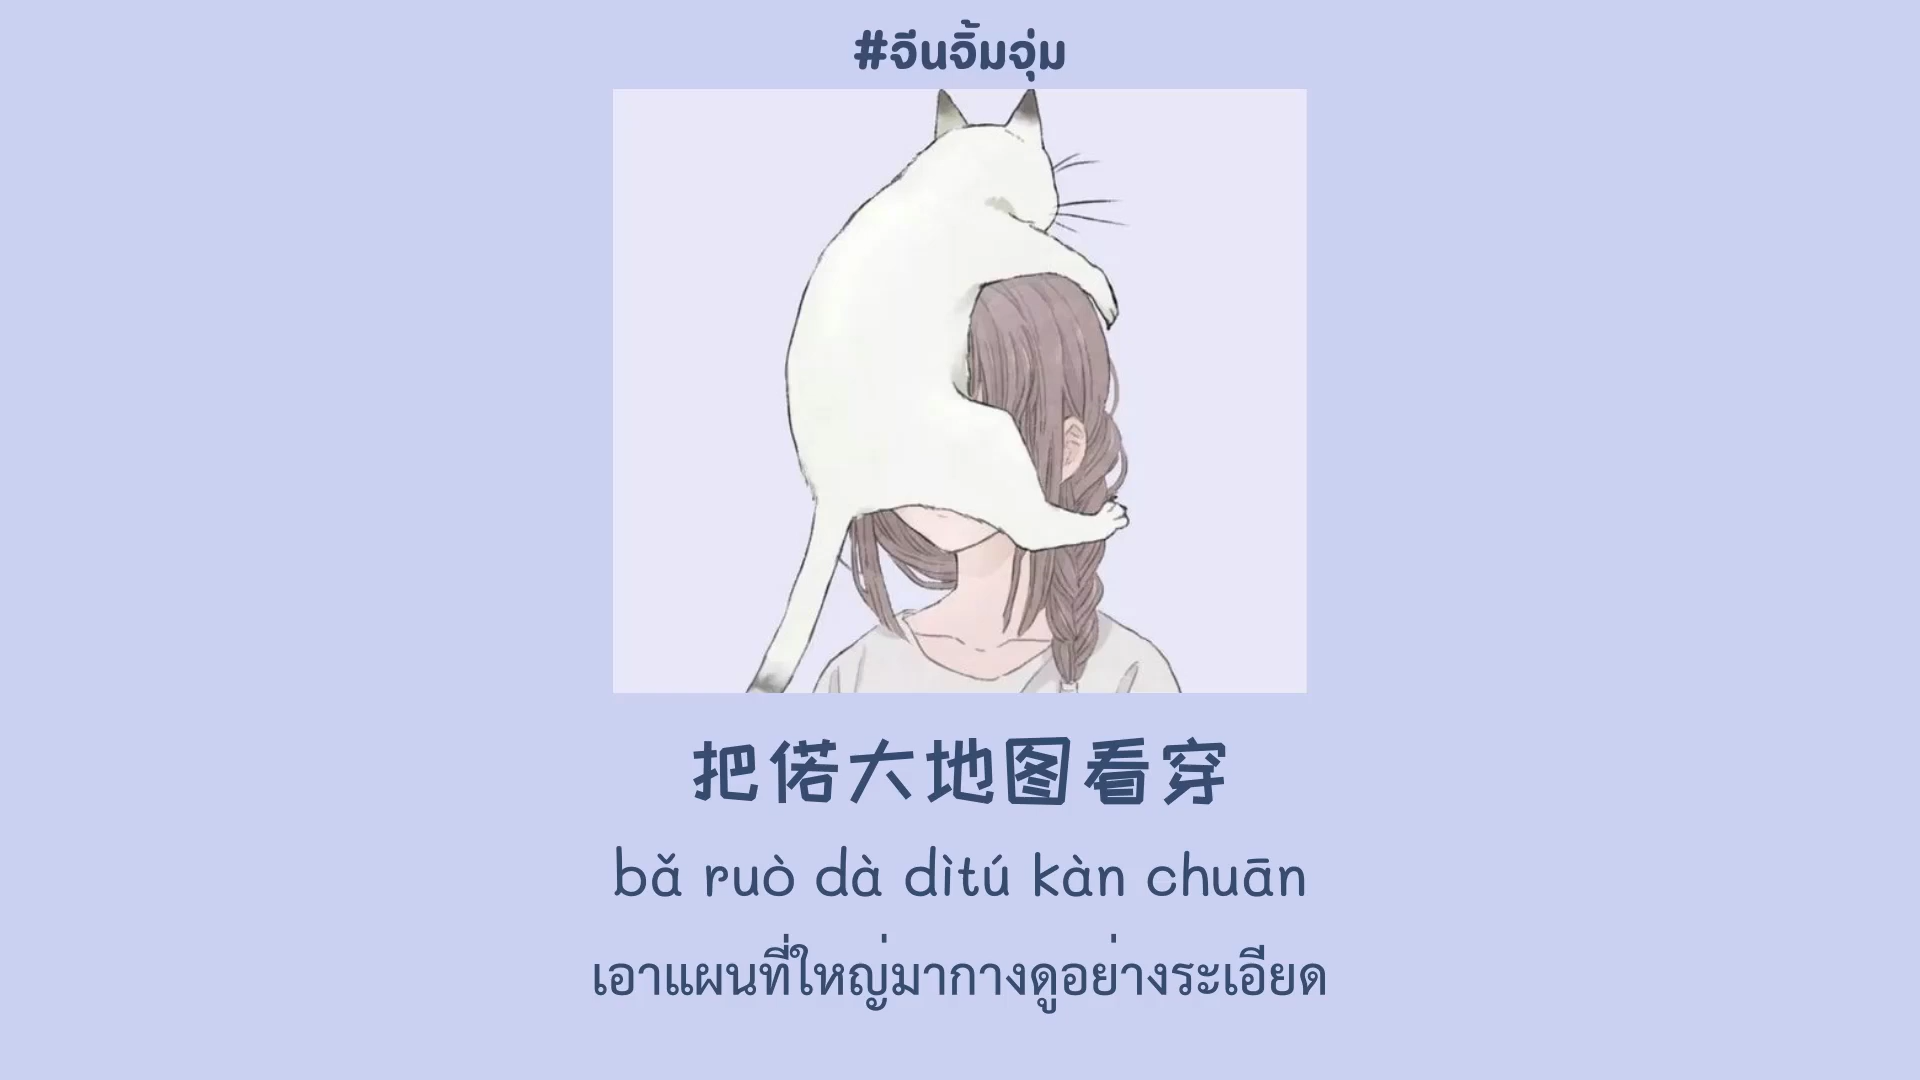 #จีนจิ้มจุ่ม
把偌大地图看穿
bǎ ruò dà dìtú kàn chuān
เอาแผนที่ใหญ่มากางดูอย่างระเอียด